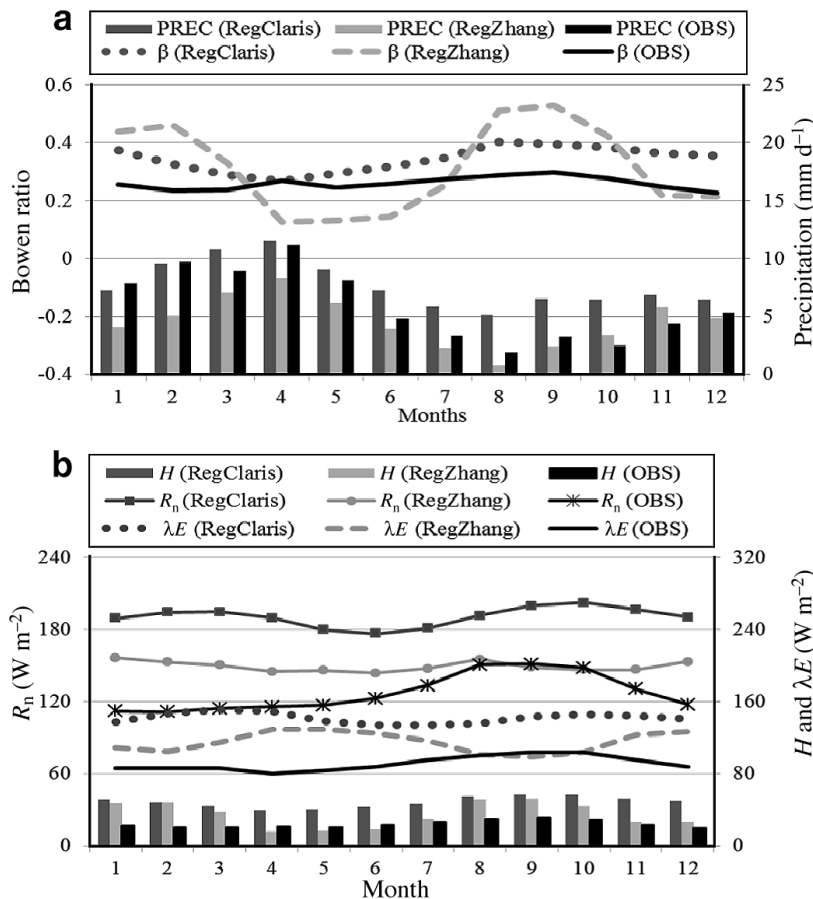 a
PREC (RegClaris) PREC (RegZhang) PREC (OBS)
β (RegClaris) β (RegZhang) β (OBS)
0.6 25
0.4 20
0.2 15
0 10
-0.2 5
-0.4 0
Bowen ratio
Precipitation (mm d⁻¹)
1 2 3 4 5 6 7 8 9 10 11 12
Months
b
H (RegClaris) H (RegZhang) H (OBS)
Rn (RegClaris) Rn (RegZhang) Rn (OBS)
λE (RegClaris) λE (RegZhang) λE (OBS)
240 320
180 240
120 160
60 80
0 0
Rn (W m⁻²)
H and λE (W m⁻²)
1 2 3 4 5 6 7 8 9 10 11 12
Month